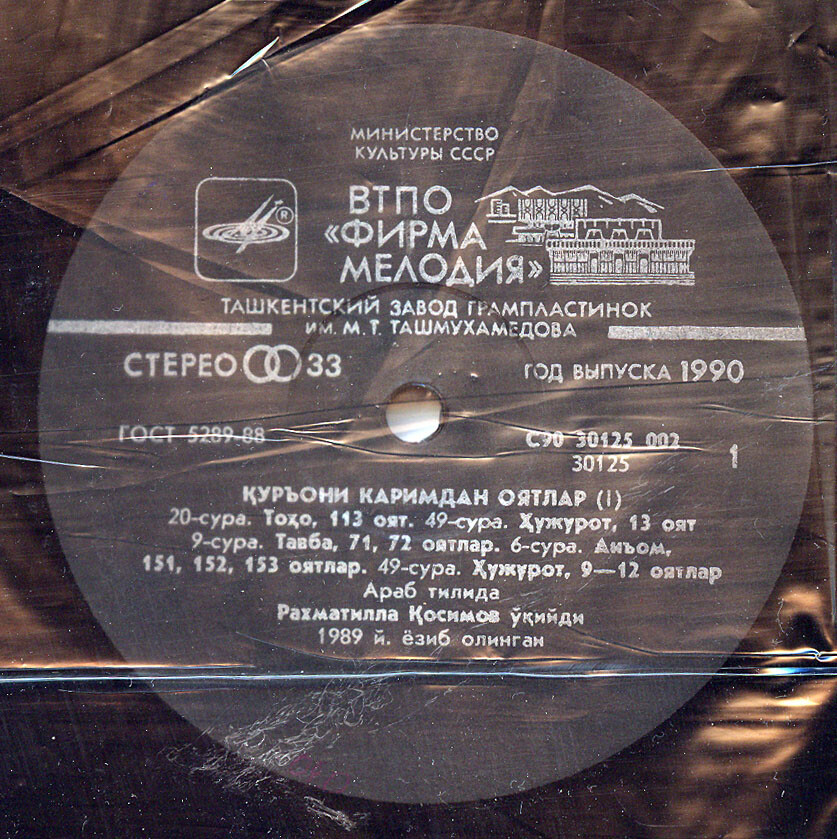 МИНИСТЕРСТВО
КУЛЬТУРЫ СССР
ВТПО
«ФИРМА
МЕЛОДИЯ»
®
ТАШКЕНТСКИЙ ЗАВОД ГРАМПЛАСТИНОК
ИМ. М. Т. ТАШМУХАМЕДОВА
СТЕРЕО 33
ГОД ВЫПУСКА 1990
ГОСТ 5289-88
С90 30125 002
30125
1
ҚУРЪОНИ КАРИМДАН ОЯТЛАР (I)
20-сура. Тоҳо, 113 оят. 49-сура. Ҳужурот, 13 оят
9-сура. Тавба, 71, 72 оятлар. 6-сура. Анъом,
151, 152, 153 оятлар. 49-сура. Ҳужурот, 9—12 оятлар
Араб тилида
Рахматилла Қосимов ўқийди
1989 й. ёзиб олинган